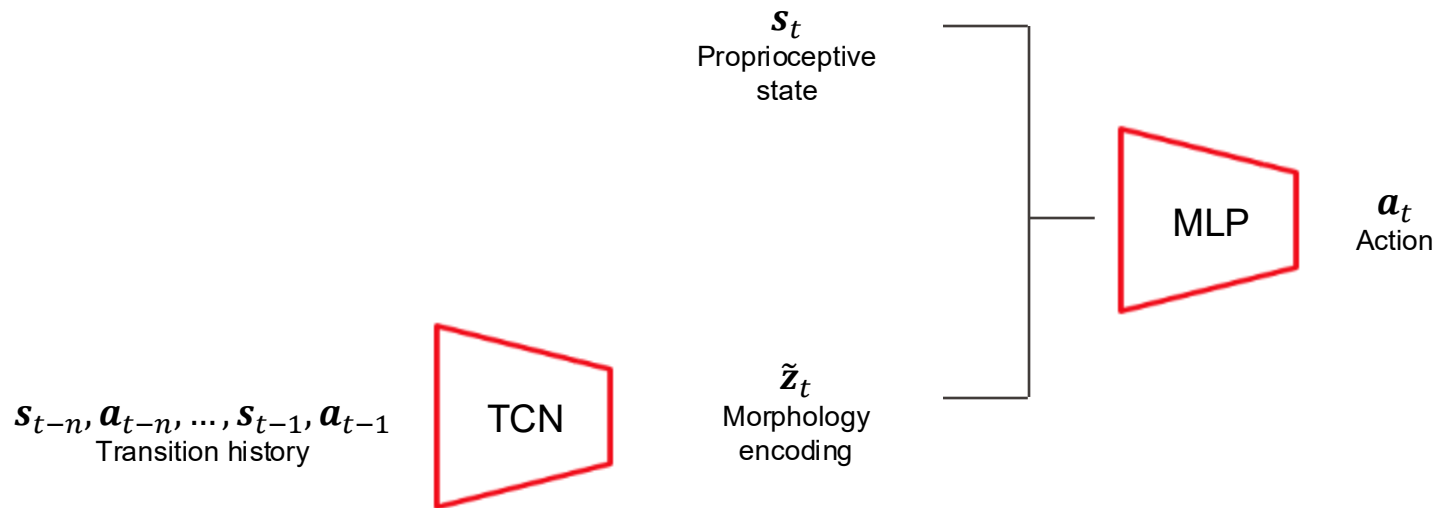 s_t
Proprioceptive
state
MLP
a_t
Action
s_{t−n}, a_{t−n}, ..., s_{t−1}, a_{t−1}
Transition history
TCN
z̃_t
Morphology
encoding